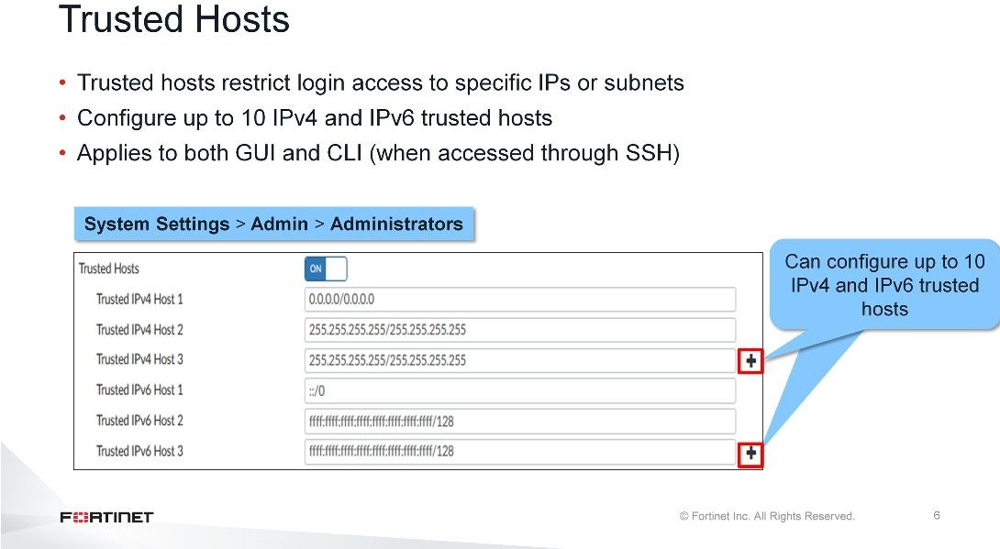 Trusted Hosts
• Trusted hosts restrict login access to specific IPs or subnets
• Configure up to 10 IPv4 and IPv6 trusted hosts
• Applies to both GUI and CLI (when accessed through SSH)
System Settings > Admin > Administrators
Trusted Hosts ON
Trusted IPv4 Host 1 0.0.0.0/0.0.0.0
Trusted IPv4 Host 2 255.255.255.255/255.255.255.255
Trusted IPv4 Host 3 255.255.255.255/255.255.255.255
Trusted IPv6 Host 1 ::/0
Trusted IPv6 Host 2 ffff:ffff:ffff:ffff:ffff:ffff:ffff:ffff/128
Trusted IPv6 Host 3 ffff:ffff:ffff:ffff:ffff:ffff:ffff:ffff/128
Can configure up to 10
IPv4 and IPv6 trusted
hosts
FORTINET
© Fortinet Inc. All Rights Reserved.
6